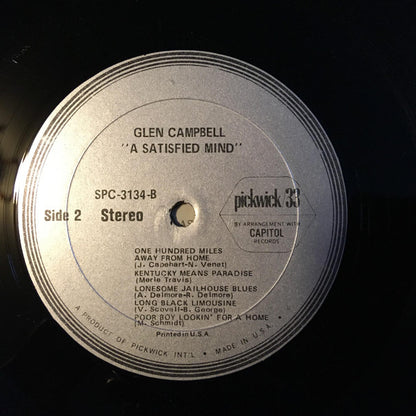 GLEN CAMPBELL
"A SATISFIED MIND"
SPC-3134-B
Side 2 Stereo
pickwick/33
BY ARRANGEMENT WITH
CAPITOL
RECORDS
ONE HUNDRED MILES
AWAY FROM HOME
(J. Capehart-N. Venet)
KENTUCKY MEANS PARADISE
(Merle Travis)
LONESOME JAILHOUSE BLUES
(A. Delmore-R. Delmore)
LONG BLACK LIMOUSINE
(V. Scovell-B. George)
POOR BOY LOOKIN' FOR A HOME
(M. Schmidt)
Printed in U.S.A.
A PRODUCT OF PICKWICK INT'L • MADE IN U.S.A. •